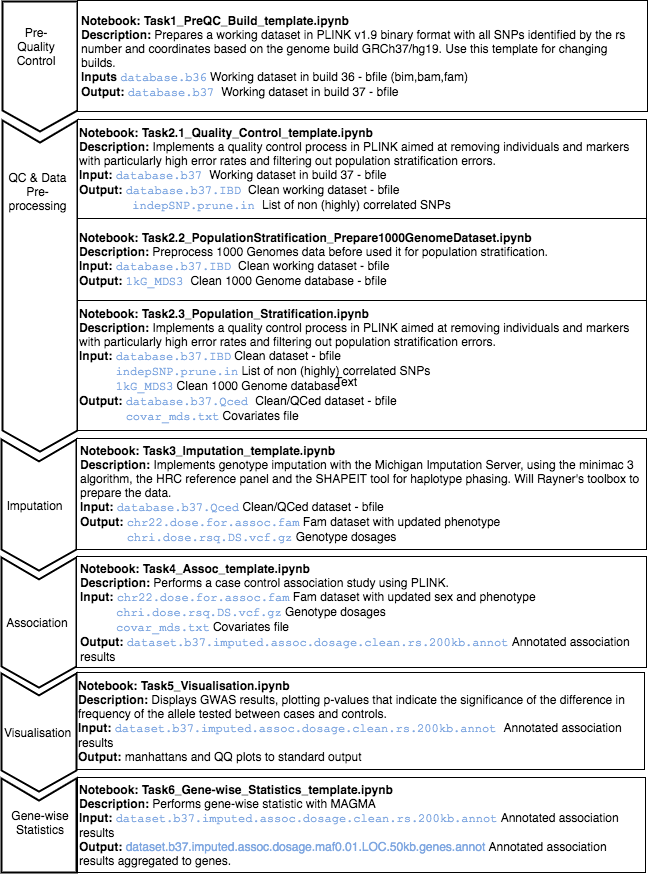 Pre-
Quality
Control
Notebook: Task1_PreQC_Build_template.ipynb
Description: Prepares a working dataset in PLINK v1.9 binary format with all SNPs identified by the rs
number and coordinates based on the genome build GRCh37/hg19. Use this template for changing
builds.
Inputs database.b36 Working dataset in build 36 - bfile (bim,bam,fam)
Output: database.b37 Working dataset in build 37 - bfile
QC & Data
Pre-
processing
Notebook: Task2.1_Quality_Control_template.ipynb
Description: Implements a quality control process in PLINK aimed at removing individuals and markers
with particularly high error rates and filtering out population stratification errors.
Input: database.b37 Working dataset in build 37 - bfile
Output: database.b37.IBD Clean working dataset - bfile
indepSNP.prune.in List of non (highly) correlated SNPs
Notebook: Task2.2_PopulationStratification_Prepare1000GenomeDataset.ipynb
Description: Preprocess 1000 Genomes data before used it for population stratification.
Input: database.b37.IBD Clean working dataset - bfile
Output: 1kG_MDS3 Clean 1000 Genome database - bfile
Notebook: Task2.3_Population_Stratification.ipynb
Description: Implements a quality control process in PLINK aimed at removing individuals and markers
with particularly high error rates and filtering out population stratification errors.
Input: database.b37.IBD Clean dataset - bfile
indepSNP.prune.in List of non (highly) correlated SNPs
1kG_MDS3 Clean 1000 Genome database
Text
Output: database.b37.Qced Clean/QCed dataset - bfile
covar_mds.txt Covariates file
Imputation
Notebook: Task3_Imputation_template.ipynb
Description: Implements genotype imputation with the Michigan Imputation Server, using the minimac 3
algorithm, the HRC reference panel and the SHAPEIT tool for haplotype phasing. Will Rayner's toolbox to
prepare the data.
Input: database.b37.Qced Clean/QCed dataset - bfile
Output: chr22.dose.for.assoc.fam Fam dataset with updated phenotype
chri.dose.rsq.DS.vcf.gz Genotype dosages
Association
Notebook: Task4_Assoc_template.ipynb
Description: Performs a case control association study using PLINK.
Input: chr22.dose.for.assoc.fam Fam dataset with updated sex and phenotype
chri.dose.rsq.DS.vcf.gz Genotype dosages
covar_mds.txt Covariates file
Output: dataset.b37.imputed.assoc.dosage.clean.rs.200kb.annot Annotated association
results
Visualisation
Notebook: Task5_Visualisation.ipynb
Description: Displays GWAS results, plotting p-values that indicate the significance of the difference in
frequency of the allele tested between cases and controls.
Input: dataset.b37.imputed.assoc.dosage.clean.rs.200kb.annot Annotated association
results
Output: manhattans and QQ plots to standard output
Gene-wise
Statistics
Notebook: Task6_Gene-wise_Statistics_template.ipynb
Description: Performs gene-wise statistic with MAGMA
Input: dataset.b37.imputed.assoc.dosage.clean.rs.200kb.annot Annotated association
results
Output: dataset.b37.imputed.assoc.dosage.maf0.01.LOC.50kb.genes.annot Annotated association
results aggregated to genes.